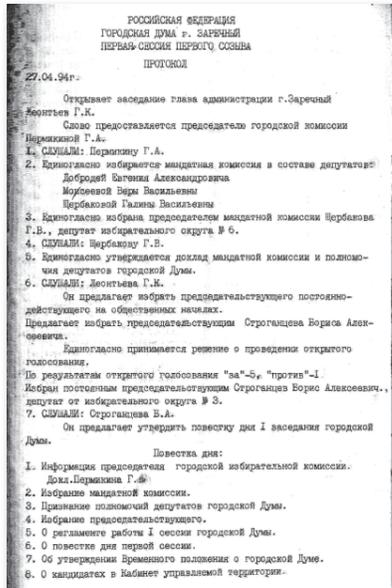 РОССИЙСКАЯ ФЕДЕРАЦИЯ
ГОРОДСКАЯ ДУМА г. ЗАРЕЧНЫЙ
ПЕРВАЯ СЕССИЯ ПЕРВОГО СОЗЫВА
ПРОТОКОЛ
27.04.94г.
Открывает заседание глава администрации г.Заречный
Леонтьев Г.К.
Слово предоставляется председателю городской комиссии
Пермикиной Г.А.
1. СЛУШАЛИ: Пермикину Г.А.
2. Единогласно избирается мандатная комиссия в составе депутатов:
Добродей Евгения Александровича
Моисеевой Веры Васильевны
Щербаковой Галины Васильевны
3. Единогласно избрана председателем мандатной комиссии Щербакова
Г.В., депутат избирательного округа № 6.
4. СЛУШАЛИ: Щербакову Г.В.
5. Единогласно утверждается доклад мандатной комиссии и полномо-
чия депутатов городской Думы.
6. СЛУШАЛИ: Леонтьева Г.К.
Он предлагает избрать председательствующего постоянно-
действующего на общественных началах.
Предлагает избрать председательствующим Строганцева Бориса Алек-
сеевича.
Единогласно принимается решение о проведении открытого
голосования.
По результатам открытого голосования "за"-5, "против"-I
Избран постоянным председательствующим Строганцев Борис Алексеевич.,
депутат от избирательного округа № 3.
7. СЛУШАЛИ: Строганцева Б.А.
Он предлагает утвердить повестку дня I заседания городской
Думы.
Повестка дня:
1. Информация председателя городской избирательной комиссии.
Докл.Пермикина Г.А.
2. Избрание мандатной комиссии.
3. Признание полномочий депутатов городской Думы.
4. Избрание председательствующего.
5. О регламенте работы I сессии городской Думы.
6. О повестке дня первой сессии.
7. Об утверждении Временного положения о городской Думе.
8. О кандидатах в Кабинет управляемой территории.